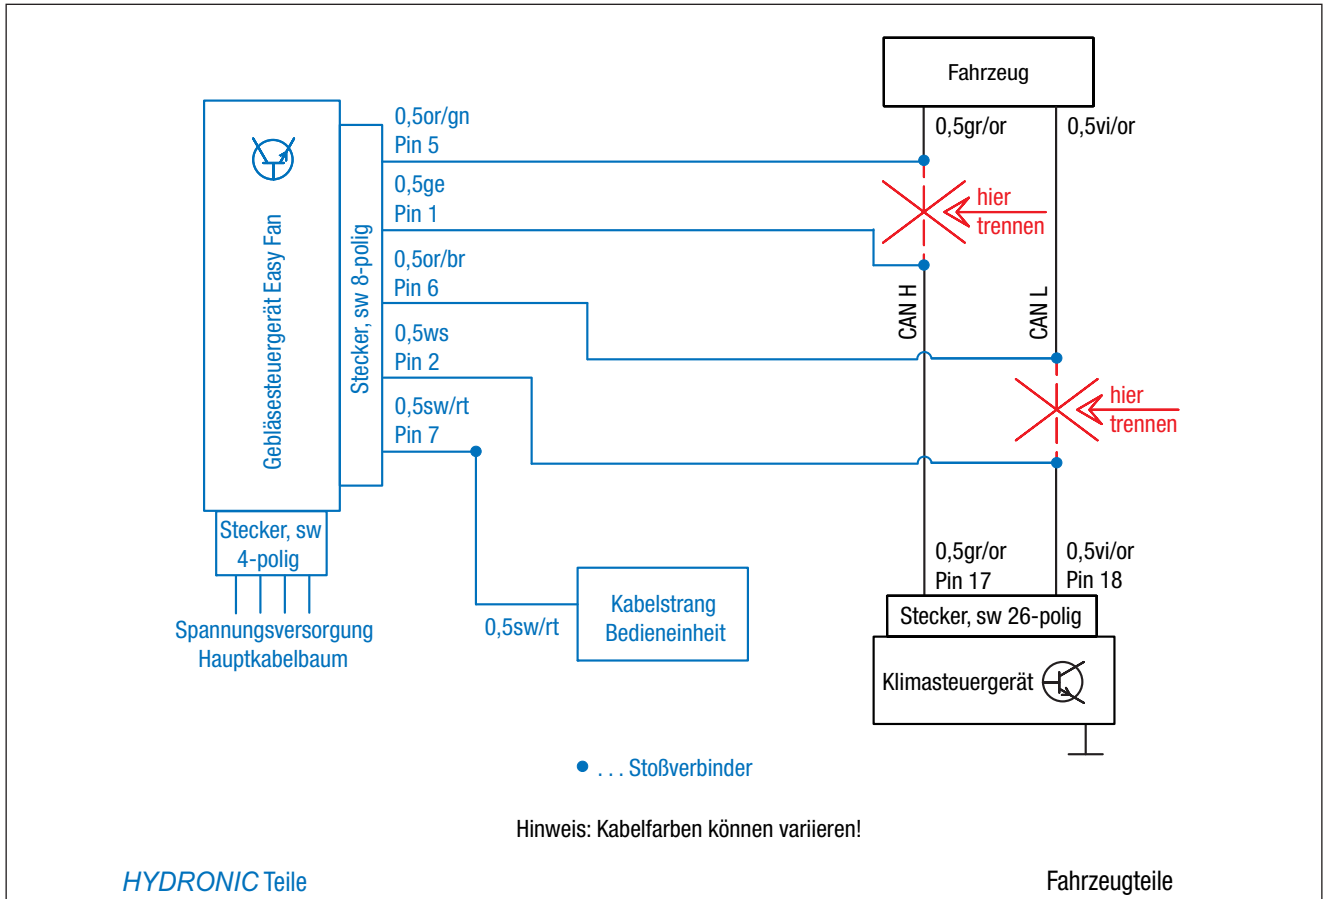 Fahrzeug
0,5gr/or
0,5vi/or
0,5or/gn
Pin 5
0,5ge
Pin 1
0,5or/br
Pin 6
0,5ws
Pin 2
0,5sw/rt
Pin 7
Gebläsesteuergerät Easy Fan
Stecker, sw 8-polig
hier
trennen
CAN H
CAN L
hier
trennen
Stecker, sw
4-polig
Spannungsversorgung
Hauptkabelbaum
0,5sw/rt
Kabelstrang
Bedieneinheit
0,5gr/or
Pin 17
0,5vi/or
Pin 18
Stecker, sw 26-polig
Klimasteuergerät
. . . Stoßverbinder
Hinweis: Kabelfarben können variieren!
HYDRONIC Teile
Fahrzeugteile